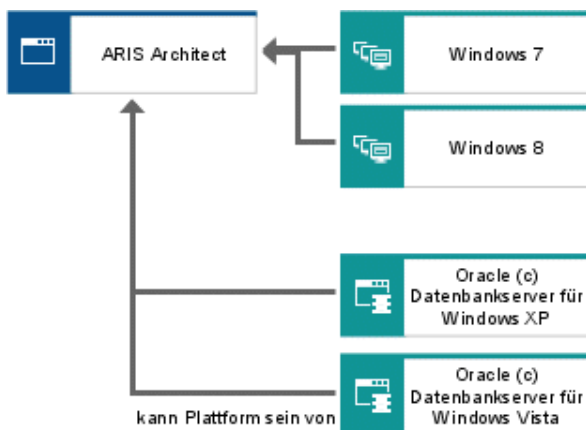 ARIS Architect
Windows 7
Windows 8
Oracle (c)
Datenbankserver für
Windows XP
Oracle (c)
Datenbankserver für
Windows Vista
kann Plattform sein von